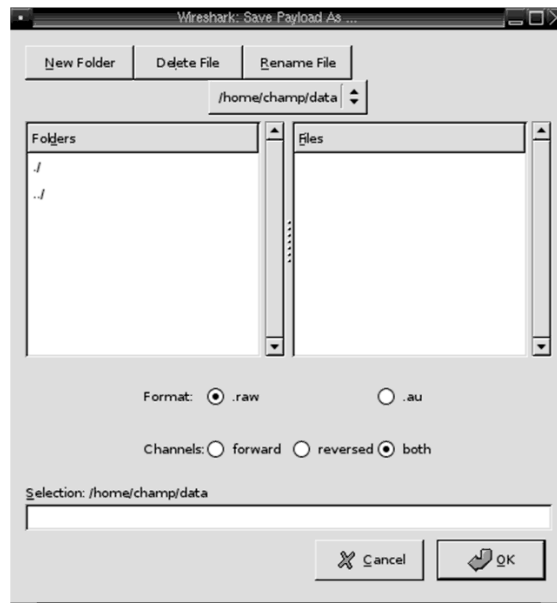 Wireshark: Save Payload As ...
New Folder Delete File Rename File
/home/champ/data
Folders Files
./
../
Format: .raw .au
Channels: forward reversed both
Selection: /home/champ/data
Cancel OK